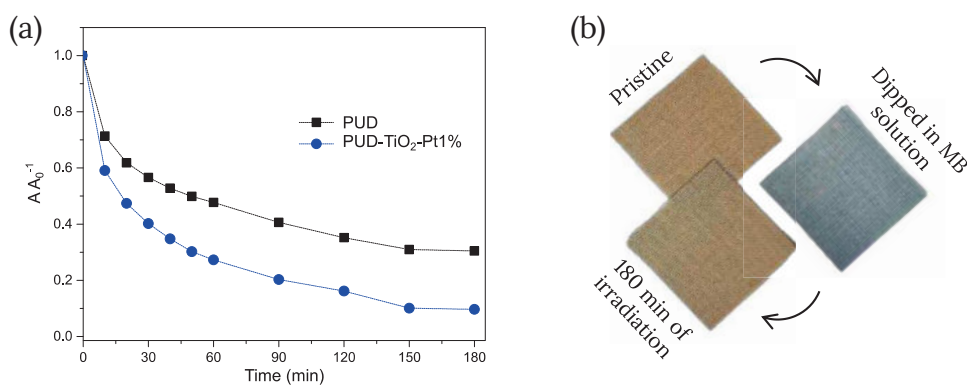 (a)
1.0
0.8
0.6
0.4
0.2
0.0
A A₀⁻¹
PUD
PUD-TiO₂-Pt1%
0
30
60
90
120
150
180
Time (min)
(b)
Pristine
Dipped in MB
solution
180 min of
irradiation